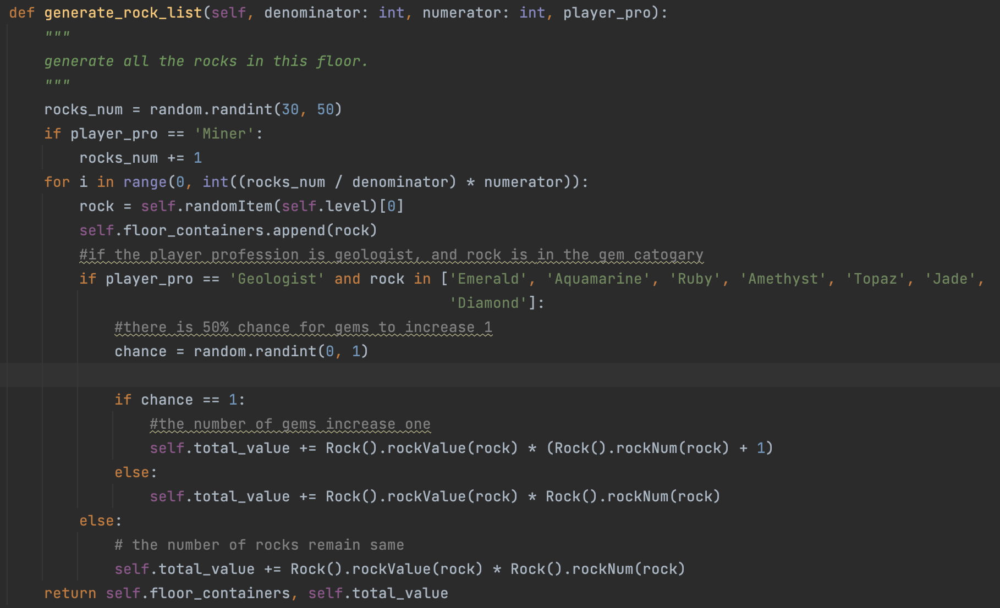 def generate_rock_list(self, denominator: int, numerator: int, player_pro):
    """
    generate all the rocks in this floor.
    """
    rocks_num = random.randint(30, 50)
    if player_pro == 'Miner':
        rocks_num += 1
    for i in range(0, int((rocks_num / denominator) * numerator)):
        rock = self.randomItem(self.level)[0]
        self.floor_containers.append(rock)
        #if the player profession is geologist, and rock is in the gem catogary
        if player_pro == 'Geologist' and rock in ['Emerald', 'Aquamarine', 'Ruby', 'Amethyst', 'Topaz', 'Jade',
                                                  'Diamond']:
            #there is 50% chance for gems to increase 1
            chance = random.randint(0, 1)

            if chance == 1:
                #the number of gems increase one
                self.total_value += Rock().rockValue(rock) * (Rock().rockNum(rock) + 1)
            else:
                self.total_value += Rock().rockValue(rock) * Rock().rockNum(rock)
        else:
            # the number of rocks remain same
            self.total_value += Rock().rockValue(rock) * Rock().rockNum(rock)
    return self.floor_containers, self.total_value